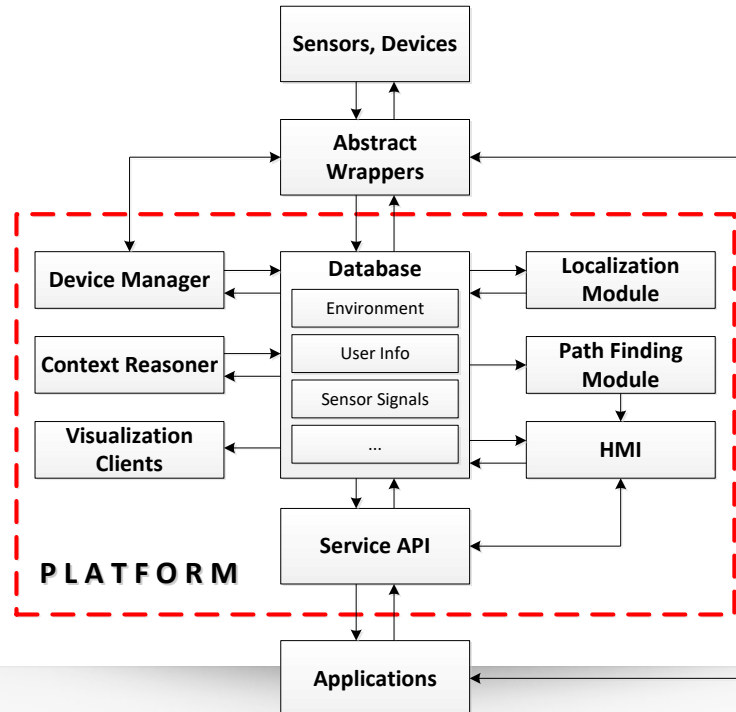 Sensors, Devices
Abstract
Wrappers
Device Manager
Database
Localization
Module
Environment
User Info
Sensor Signals
...
Context Reasoner
Path Finding
Module
Visualization
Clients
HMI
Service API
PLATFORM
Applications